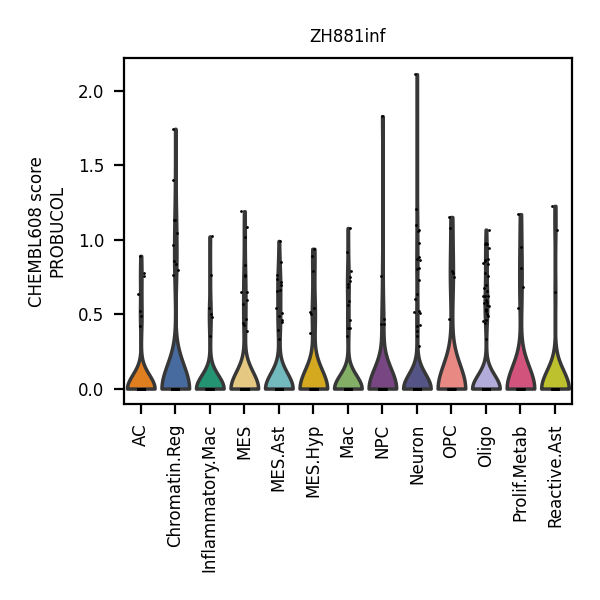 ZH881inf
CHEMBL608 score
PROBUCOL
2.0
1.5
1.0
0.5
0.0
AC
Chromatin.Reg
Inflammatory.Mac
MES
MES.Ast
MES.Hyp
Mac
NPC
Neuron
OPC
Oligo
Prolif.Metab
Reactive.Ast